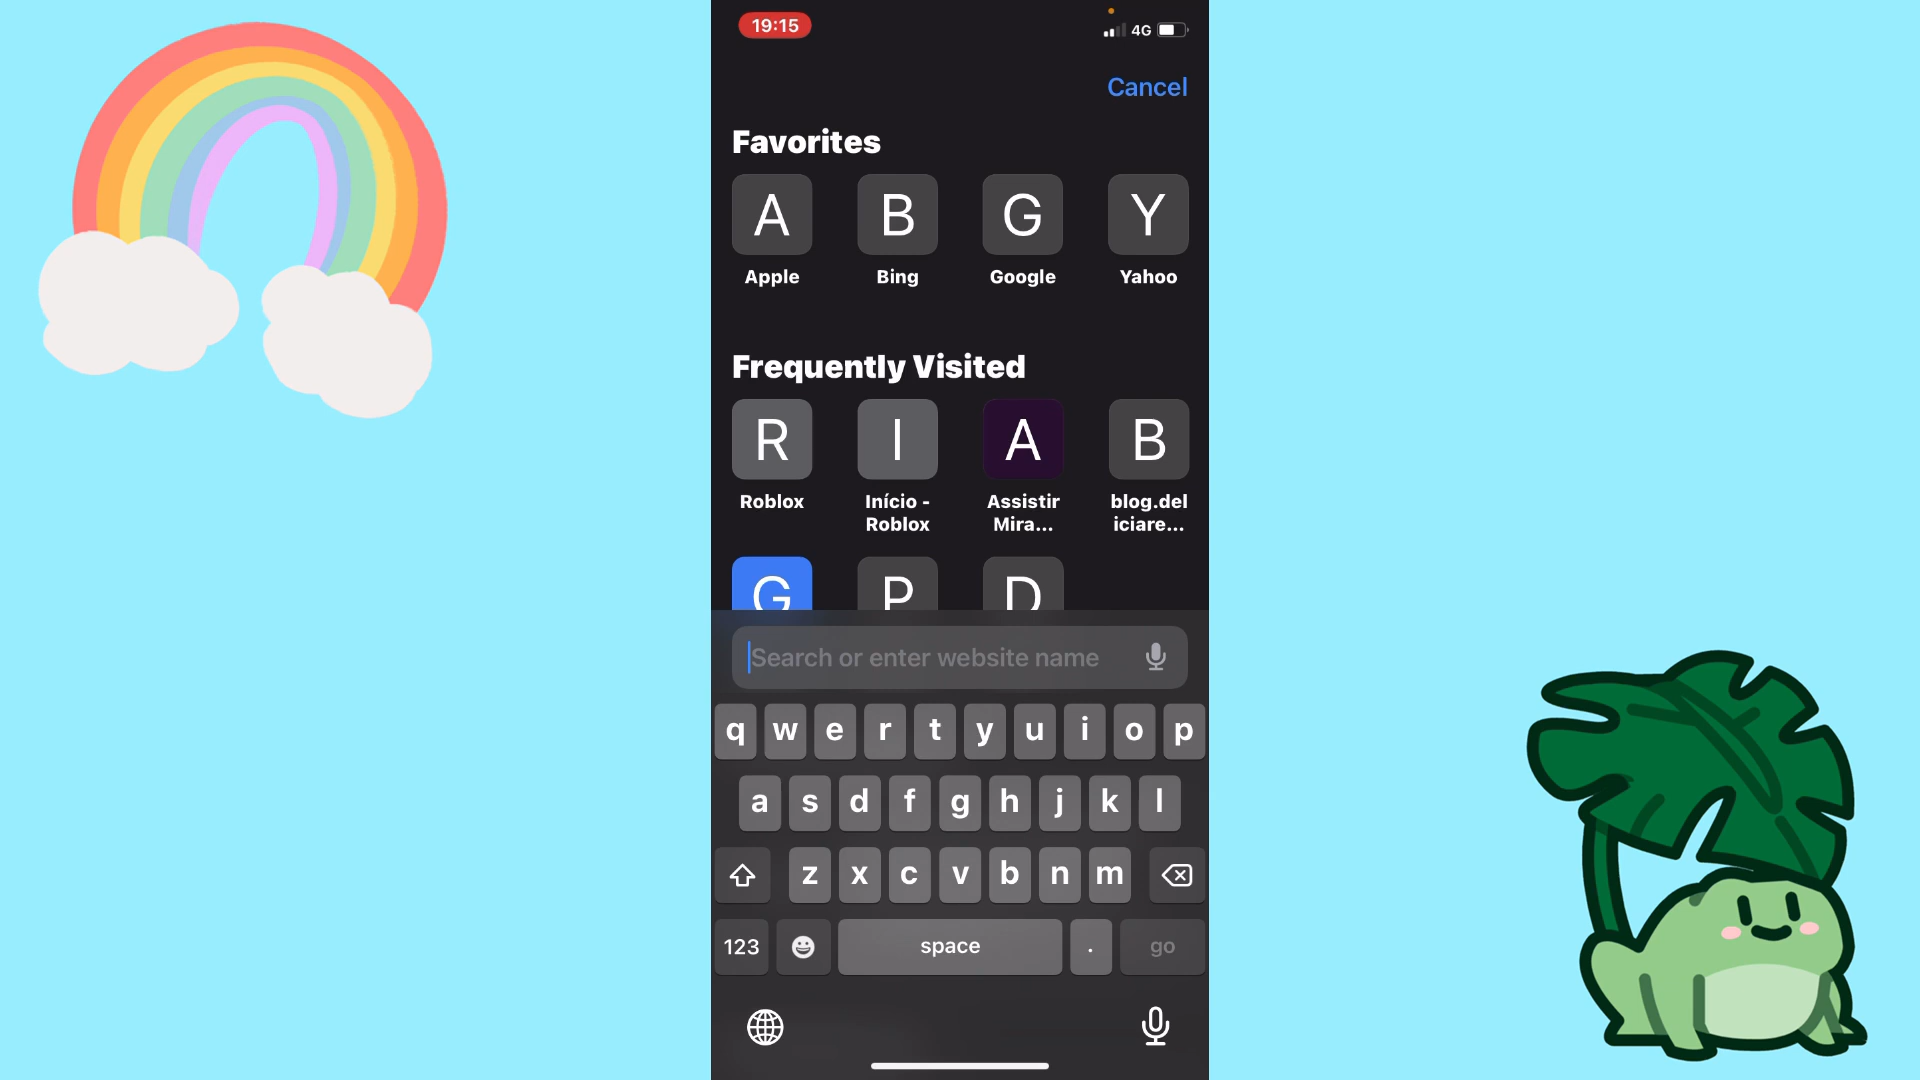 19:15
4G
Cancel
Favorites
A B G Y
Apple Bing Google Yahoo
Frequently Visited
R I A B
Roblox Início - Assistir blog.del
Roblox Mira... iciare...
G P D
Search or enter website name
q w e r t y u i o p
a s d f g h j k l
z x c v b n m
123 space . go